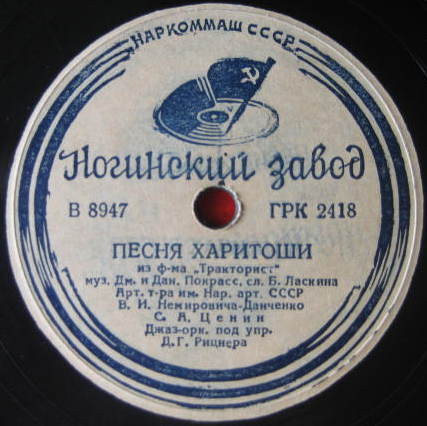 НАРКОММАШ СССР
Ногинский завод
В 8947 ГРК 2418
ПЕСНЯ ХАРИТОШИ
из ф-ма „Тракторист"
муз. Дм. и Дан. Покрасс, сл. Б. Ласкина
Арт. т-ра им. Нар. арт. СССР
В. И. Немировича-Данченко
С. А. Ценин
Джаз-орк. под упр.
Д. Г. Рицнера